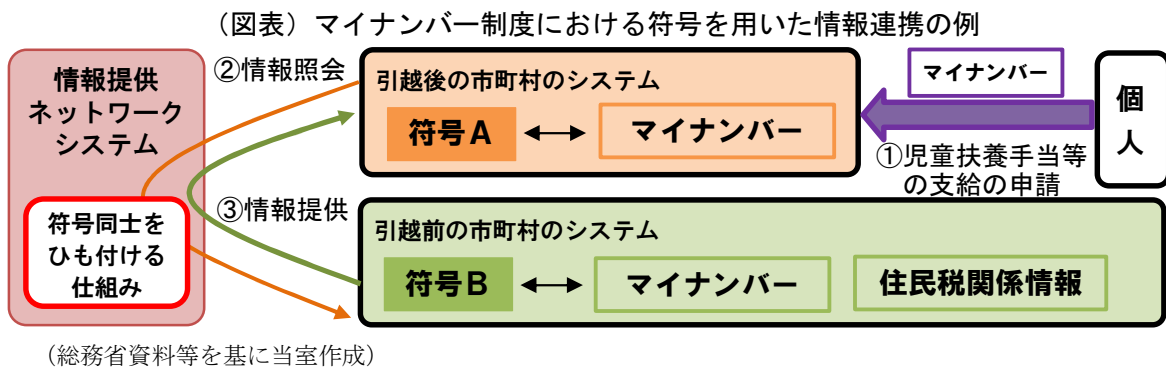 （図表）マイナンバー制度における符号を用いた情報連携の例
情報提供
ネットワーク
システム
符号同士を
ひも付ける
仕組み
②情報照会
③情報提供
引越後の市町村のシステム
符号A
マイナンバー
マイナンバー
①児童扶養手当等
の支給の申請
個
人
引越前の市町村のシステム
符号B
マイナンバー
住民税関係情報
（総務省資料等を基に当室作成）